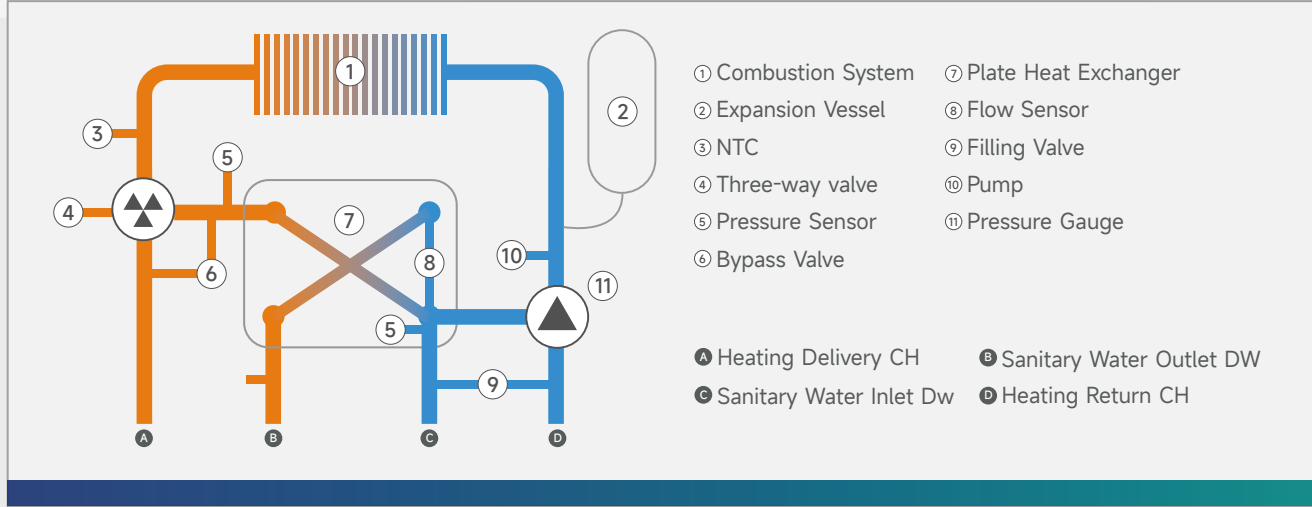 1
2
3
5
4
7
6
8
10
11
5
9
A
B
C
D
① Combustion System
② Expansion Vessel
③ NTC
④ Three-way valve
⑤ Pressure Sensor
⑥ Bypass Valve
⑦ Plate Heat Exchanger
⑧ Flow Sensor
⑨ Filling Valve
⑩ Pump
⑪ Pressure Gauge
A Heating Delivery CH
B Sanitary Water Outlet DW
C Sanitary Water Inlet Dw
D Heating Return CH